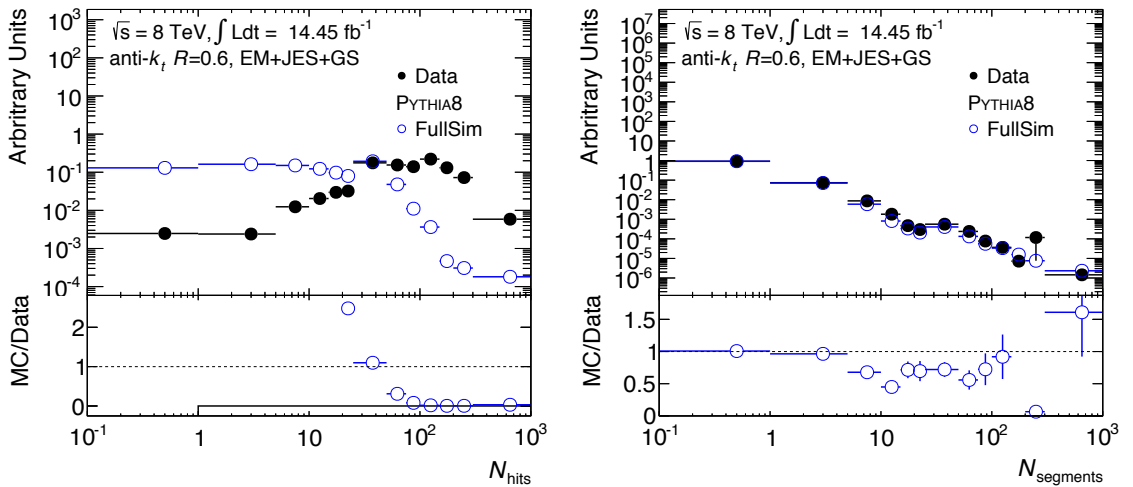 Arbritrary Units
10³
10²
10
1
10⁻¹
10⁻²
10⁻³
10⁻⁴
√s = 8 TeV, ∫ Ldt = 14.45 fb⁻¹
anti-kₜ R=0.6, EM+JES+GS
Data
PYTHIA8
FullSim
MC/Data
2
1
0
10⁻¹ 1 10 10² 10³
N_hits
Arbritrary Units
10⁷
10⁶
10⁵
10⁴
10³
10²
10
1
10⁻¹
10⁻²
10⁻³
10⁻⁴
10⁻⁵
10⁻⁶
√s = 8 TeV, ∫ Ldt = 14.45 fb⁻¹
anti-kₜ R=0.6, EM+JES+GS
Data
PYTHIA8
FullSim
MC/Data
1.5
1
0.5
0
10⁻¹ 1 10 10² 10³
N_segments